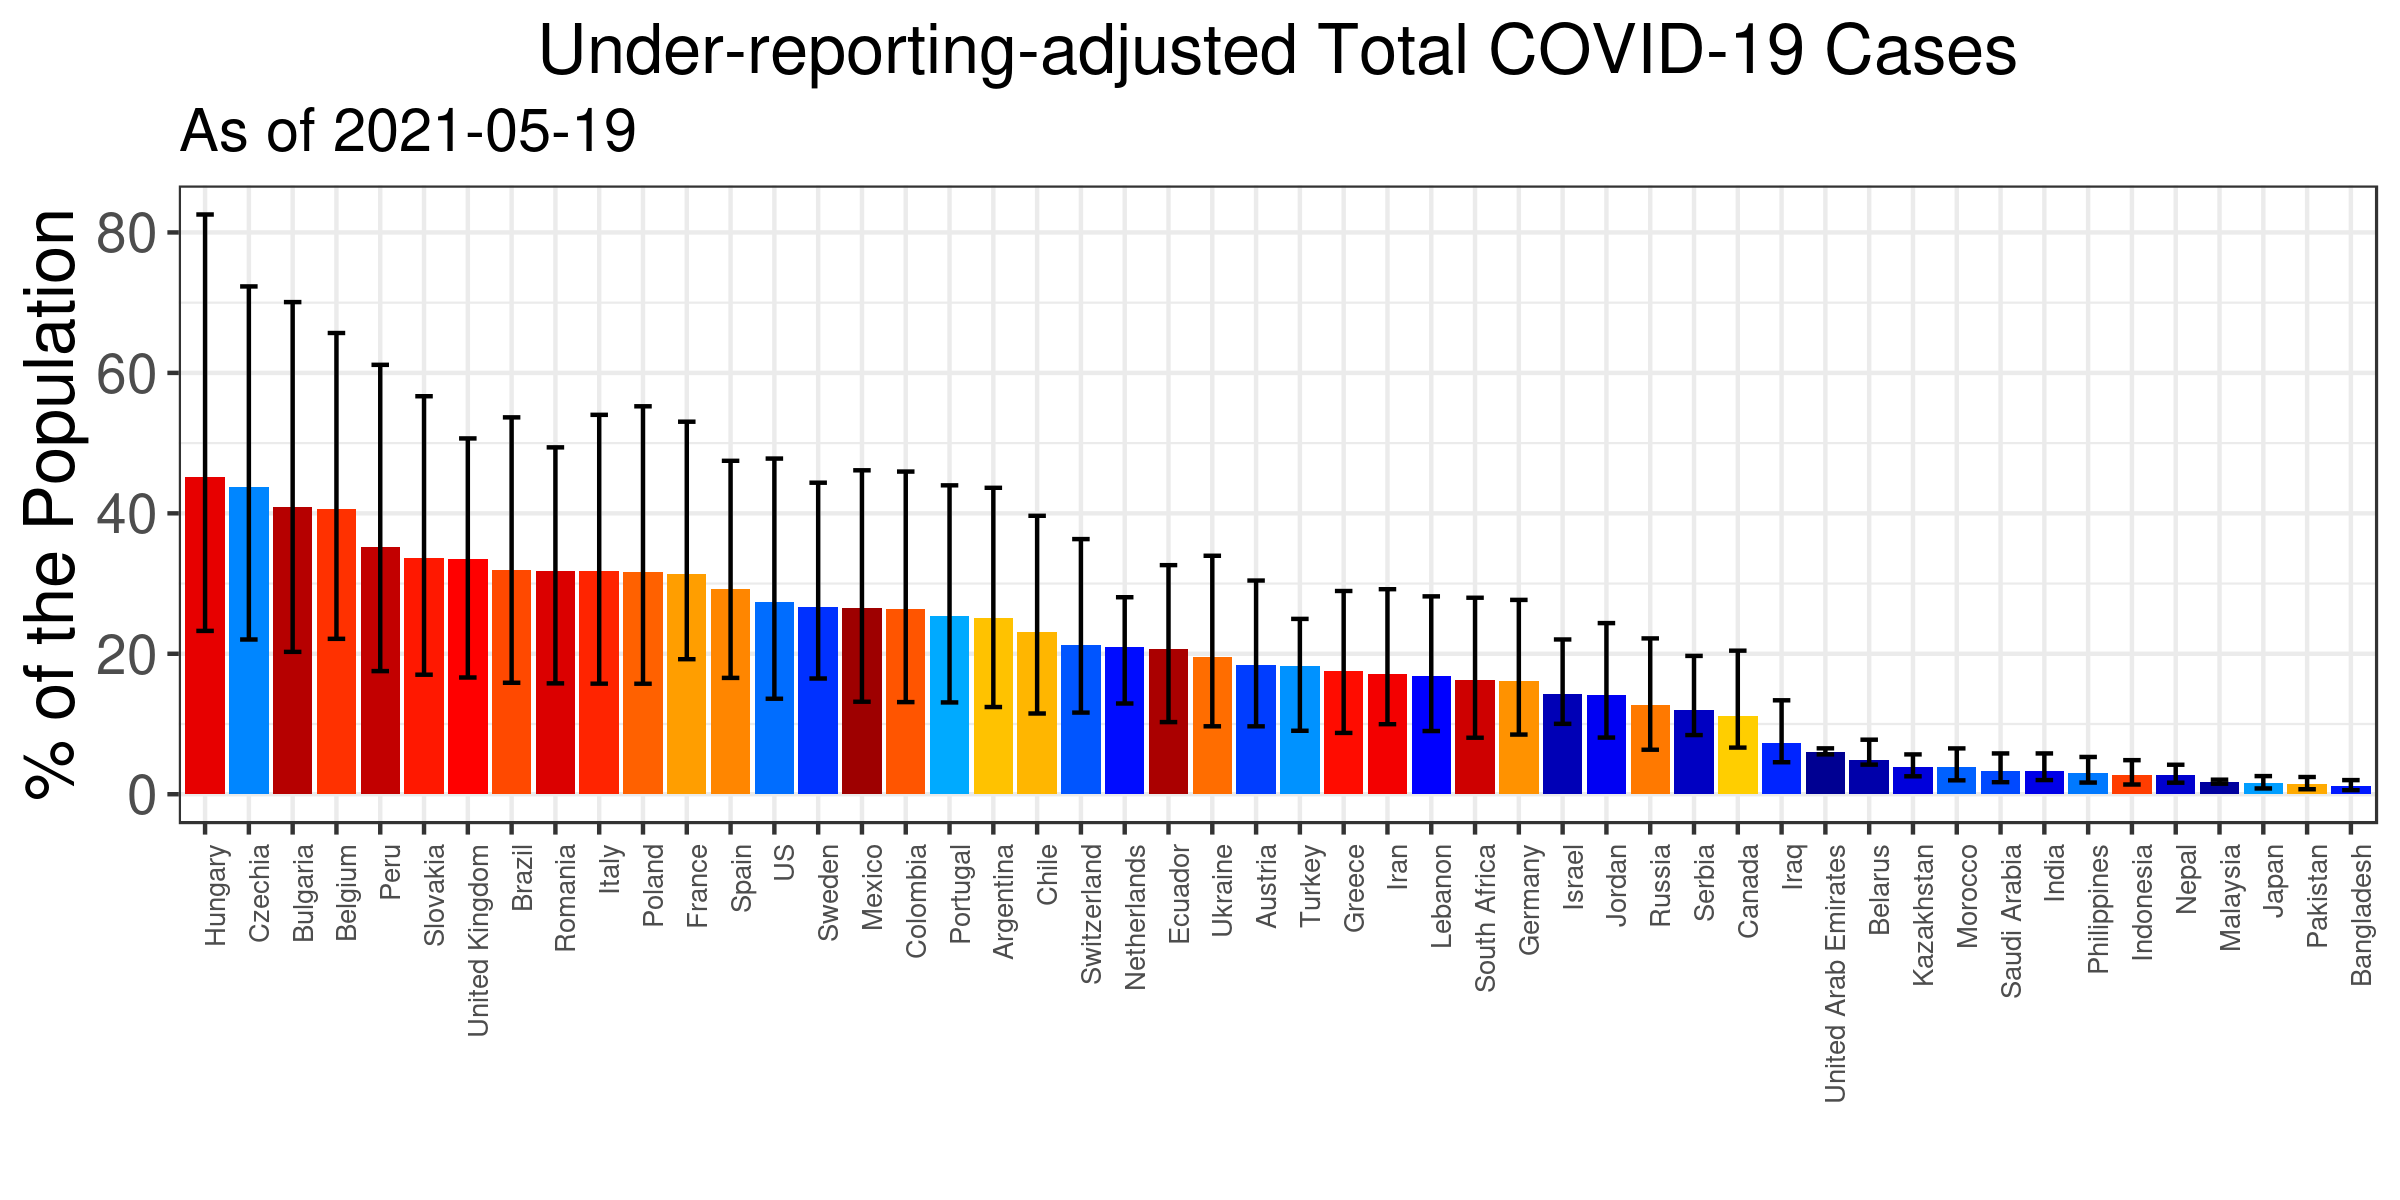 Under-reporting-adjusted Total COVID-19 Cases
As of 2021-05-19
% of the Population
80
60
40
20
0
Hungary
Czechia
Bulgaria
Belgium
Peru
Slovakia
United Kingdom
Brazil
Romania
Italy
Poland
France
Spain
US
Sweden
Mexico
Colombia
Portugal
Argentina
Chile
Switzerland
Netherlands
Ecuador
Ukraine
Austria
Turkey
Greece
Iran
Lebanon
South Africa
Germany
Israel
Jordan
Russia
Serbia
Canada
Iraq
United Arab Emirates
Belarus
Kazakhstan
Morocco
Saudi Arabia
India
Philippines
Indonesia
Nepal
Malaysia
Japan
Pakistan
Bangladesh